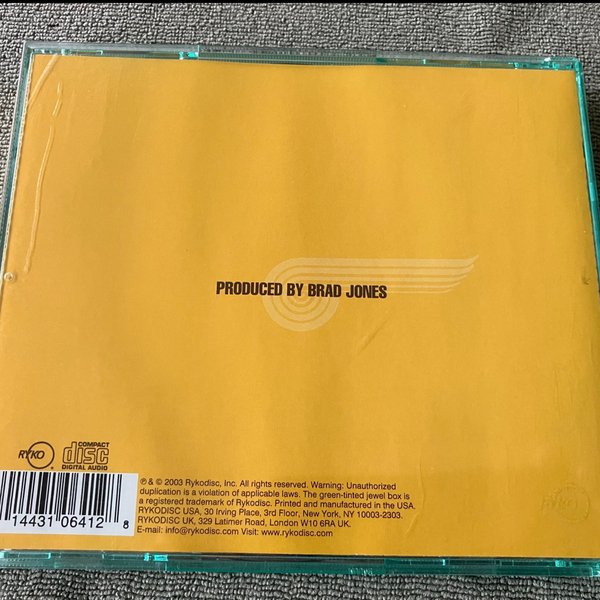 PRODUCED BY BRAD JONES
RYKO
COMPACT
disc
DIGITAL AUDIO
℗ & © 2003 Rykodisc, Inc. All rights reserved. Warning: Unauthorized
duplication is a violation of applicable laws. The green-tinted jewel box is
a registered trademark of Rykodisc. Printed and manufactured in the USA.
RYKODISC USA, 30 Irving Place, 3rd Floor, New York, NY 10003-2303.
RYKODISC UK, 329 Latimer Road, London W10 6RA UK.
E-mail: info@rykodisc.com Visit: www.rykodisc.com
14431 06412 8